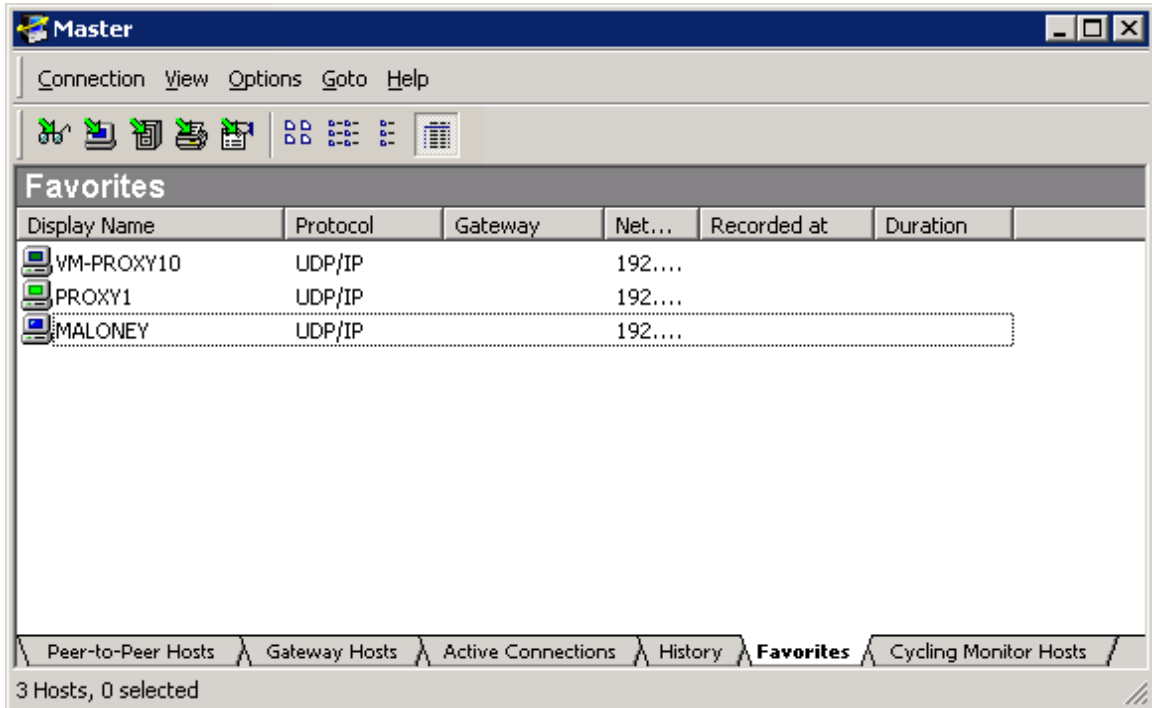 Master
Connection View Options Goto Help
Favorites
Display Name Protocol Gateway Net... Recorded at Duration
VM-PROXY10 UDP/IP 192....
PROXY1 UDP/IP 192....
MALONEY UDP/IP 192....
Peer-to-Peer Hosts Gateway Hosts Active Connections History Favorites Cycling Monitor Hosts
3 Hosts, 0 selected